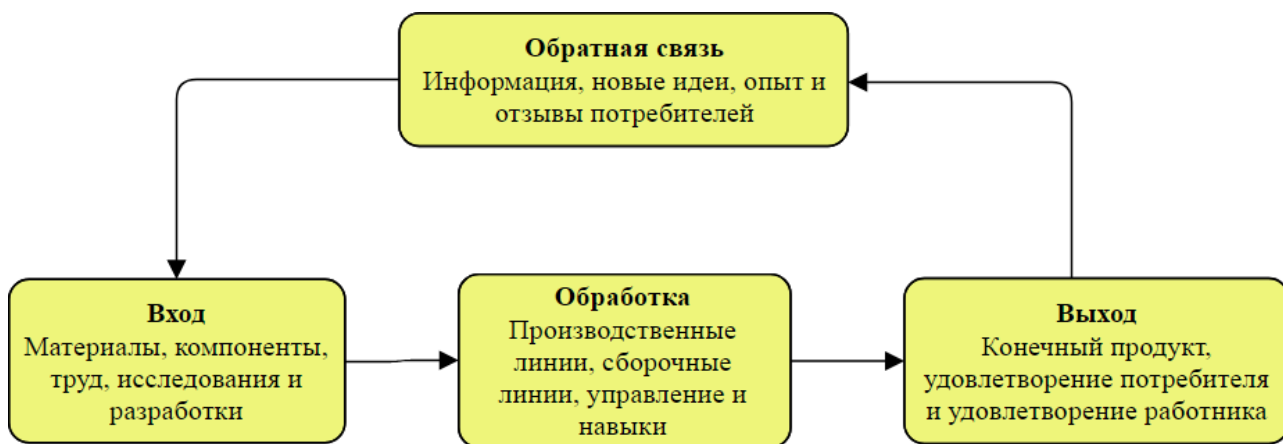 Обратная связь
Информация, новые идеи, опыт и
отзывы потребителей
Вход
Материалы, компоненты,
труд, исследования и
разработки
Обработка
Производственные
линии, сборочные
линии, управление и
навыки
Выход
Конечный продукт,
удовлетворение потребителя
и удовлетворение работника